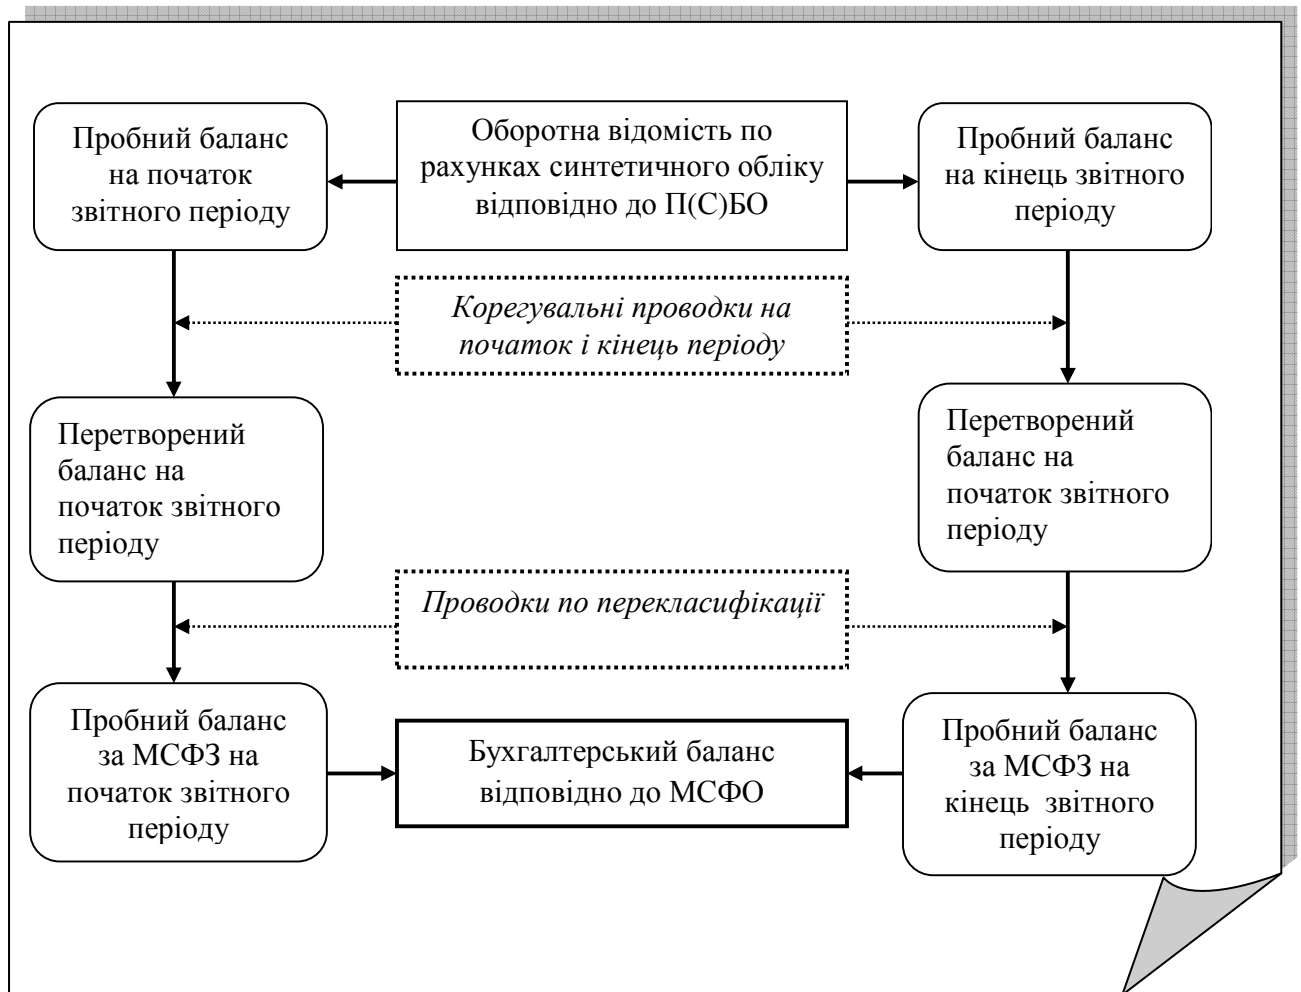 Пробний баланс
на початок
звітного періоду
Оборотна відомість по
рахунках синтетичного обліку
відповідно до П(С)БО
Пробний баланс
на кінець звітного
періоду
Корегувальні проводки на
початок і кінець періоду
Перетворений
баланс на
початок звітного
періоду
Перетворений
баланс на
початок звітного
періоду
Проводки по перекласифікації
Пробний баланс
за МСФЗ на
початок звітного
періоду
Бухгалтерський баланс
відповідно до МСФО
Пробний баланс
за МСФЗ на
кінець звітного
періоду